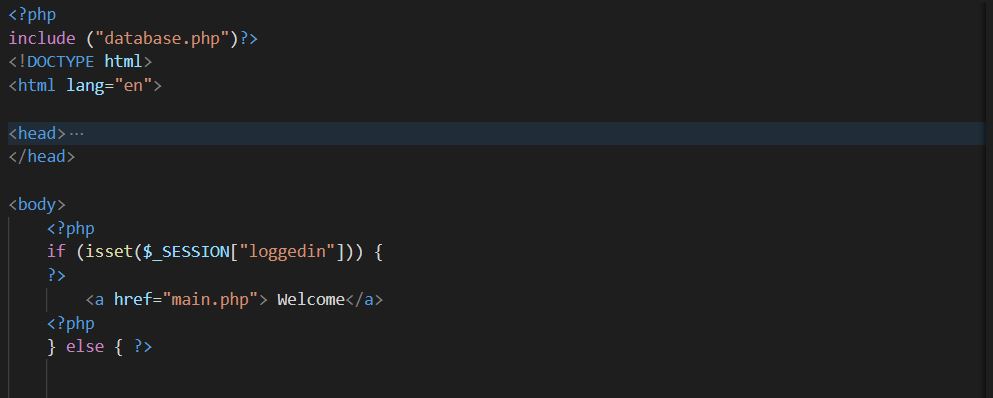 <?php
include ("database.php")?>
<!DOCTYPE html>
<html lang="en">
<head>···
</head>
<body>
<?php
if (isset($_SESSION["loggedin"])) {
?>
<a href="main.php"> Welcome</a>
<?php
} else { ?>